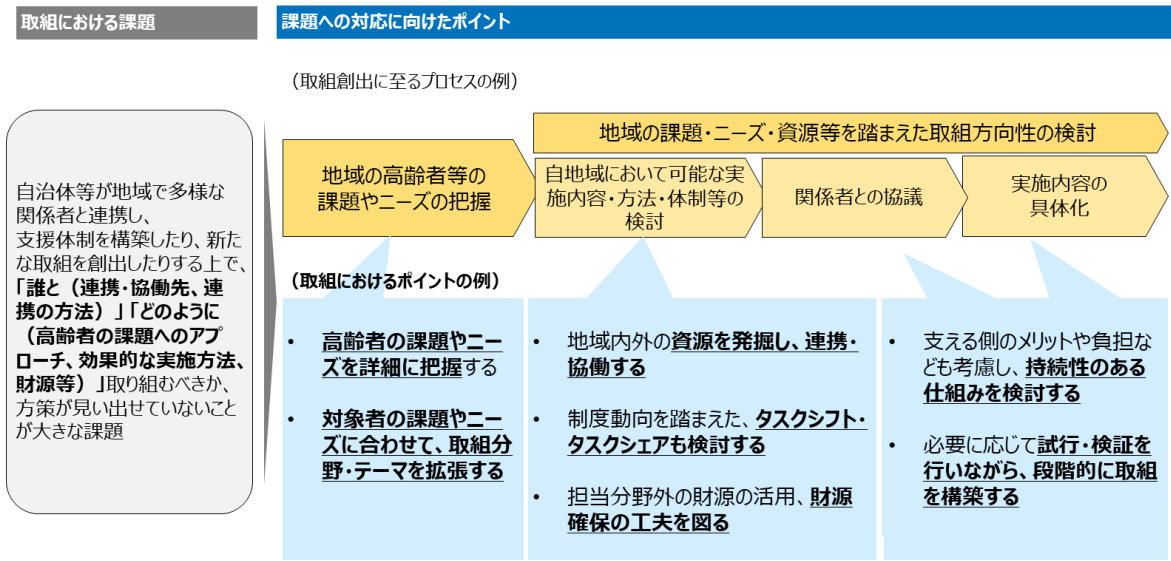 取組における課題
課題への対応に向けたポイント
（取組創出に至るプロセスの例）
自治体等が地域で多様な
関係者と連携し、
支援体制を構築したり、新た
な取組を創出したりする上で、
「誰と（連携・協働先、連
携の方法）」「どのように
（高齢者の課題へのアプ
ローチ、効果的な実施方法、
財源等）」取り組むべきか、
方策が見い出せていないこと
が大きな課題
地域の高齢者等の
課題やニーズの把握
地域の課題・ニーズ・資源等を踏まえた取組方向性の検討
自地域において可能な実
施内容・方法・体制等の
検討
関係者との協議
実施内容の
具体化
（取組におけるポイントの例）
• 高齢者の課題やニー
ズを詳細に把握する
• 対象者の課題やニー
ズに合わせて、取組分
野・テーマを拡張する
• 地域内外の資源を発掘し、連携・
協働する
• 制度動向を踏まえた、タスクシフト・
タスクシェアも検討する
• 担当分野外の財源の活用、財源
確保の工夫を図る
• 支える側のメリットや負担な
ども考慮し、持続性のある
仕組みを検討する
• 必要に応じて試行・検証を
行いながら、段階的に取組
を構築する